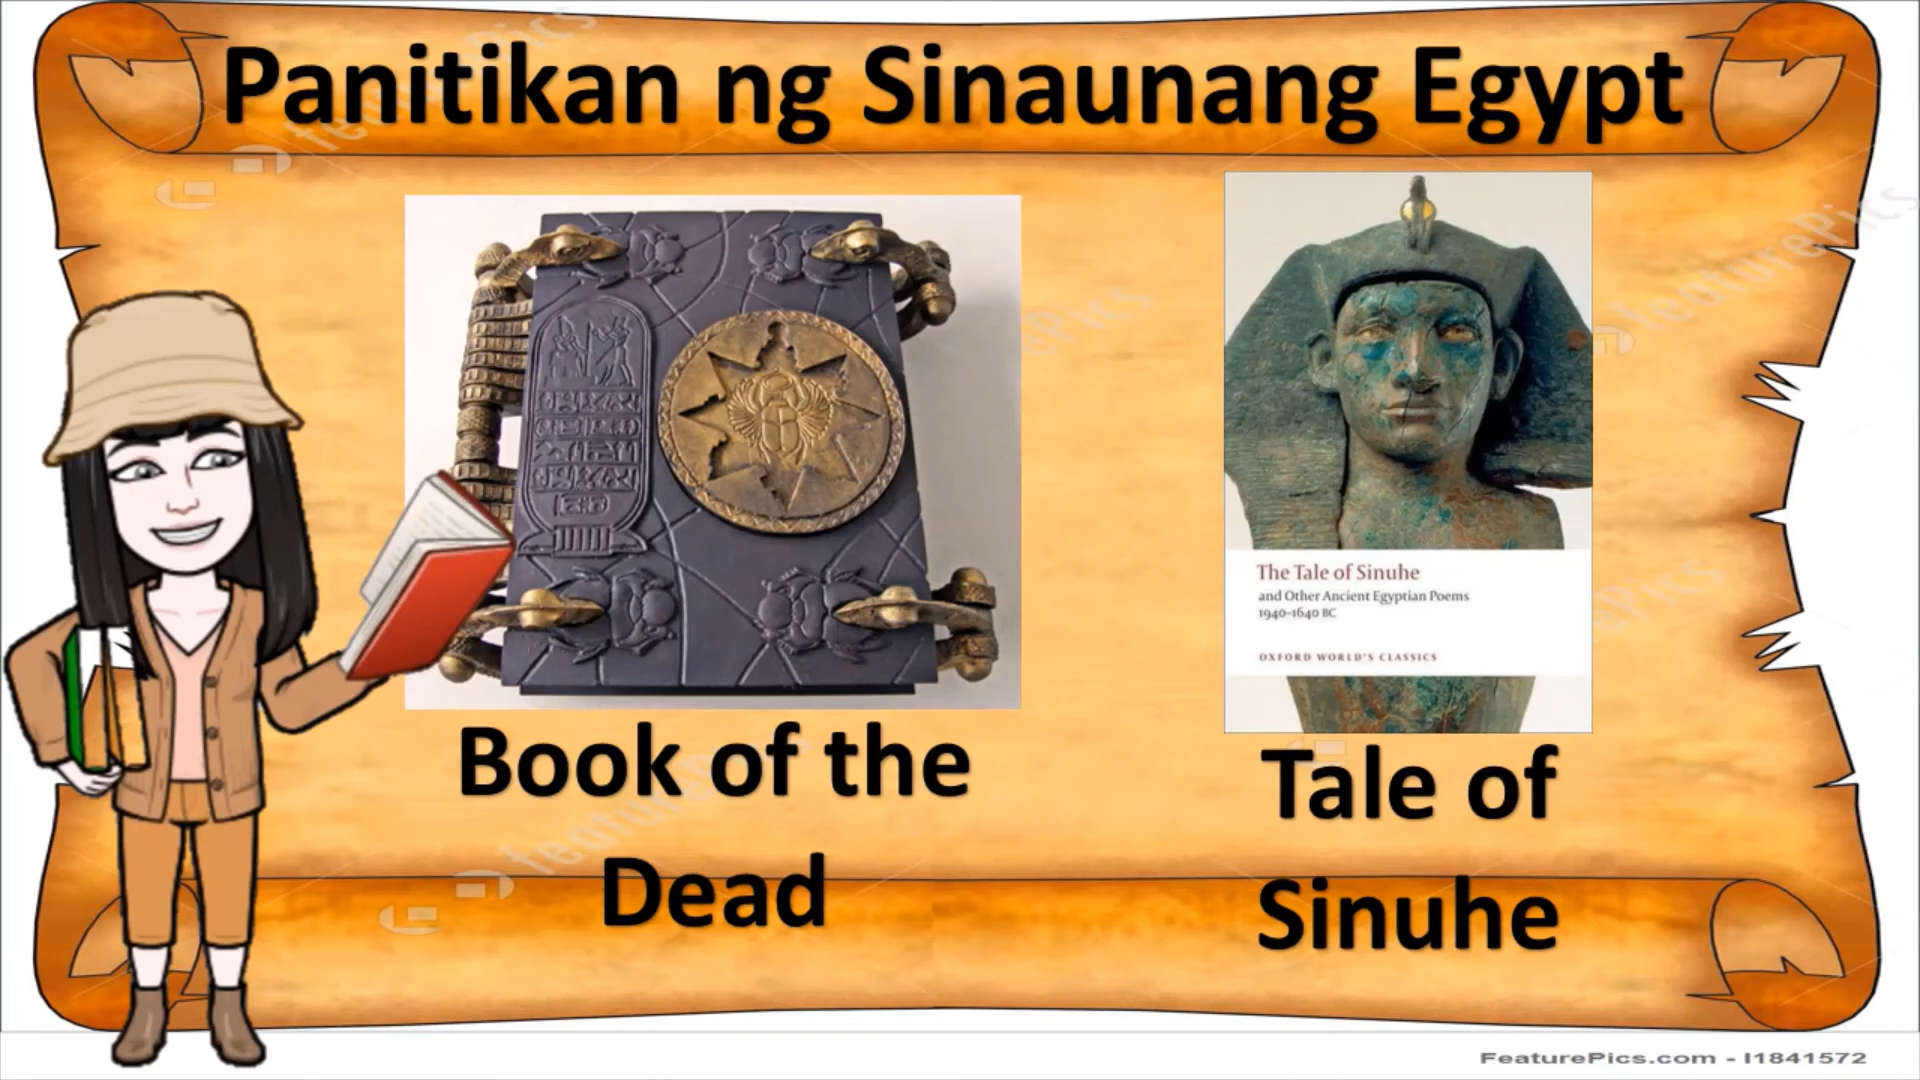 Panitikan ng Sinaunang Egypt
The Tale of Sinuhe
and Other Ancient Egyptian Poems
1940–1640 BC
OXFORD WORLD'S CLASSICS
Book of the
Dead
Tale of
Sinuhe
FeaturePics.com - I1841572